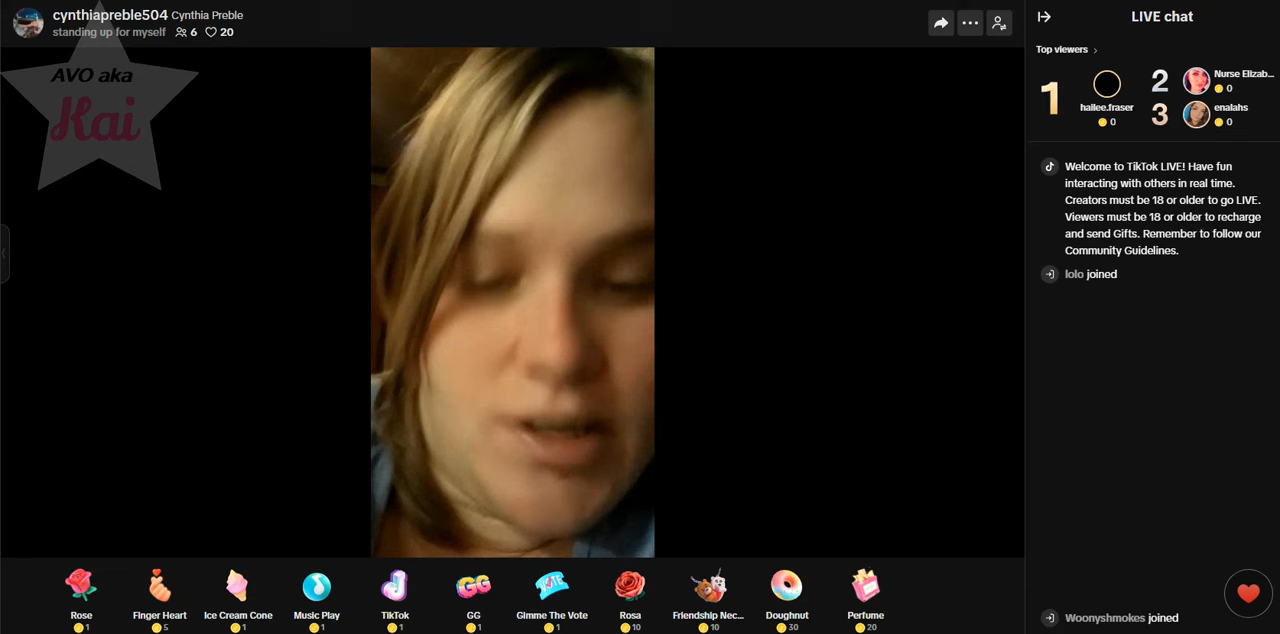 cynthiapreble504 Cynthia Preble
standing up for myself 6 20
AVO aka
Kai
LIVE chat
Top viewers
1
hailee.fraser
0
2
Nurse Elizab...
0
3
enalahs
0
Welcome to TikTok LIVE! Have fun
interacting with others in real time.
Creators must be 18 or older to go LIVE.
Viewers must be 18 or older to recharge
and send Gifts. Remember to follow our
Community Guidelines.
lolo joined
Woonyshmokes joined
GG
VOTE
Rose Finger Heart Ice Cream Cone Music Play TikTok GG Gimme The Vote Rosa Friendship Nec... Doughnut Perfume
1 5 1 1 1 1 1 10 10 30 20